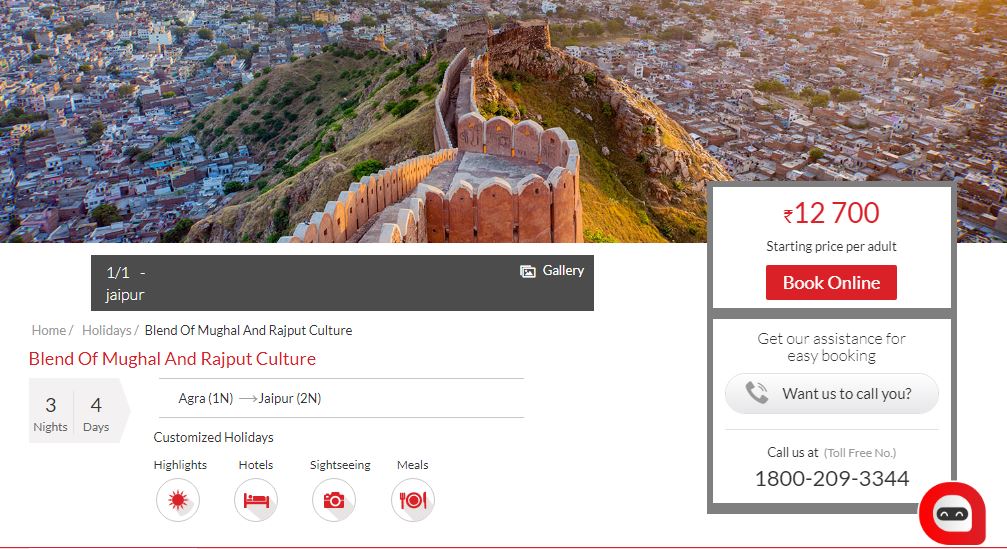 ₹12 700
Starting price per adult
Book Online
1/1 -
jaipur
Gallery
Home / Holidays / Blend Of Mughal And Rajput Culture
Blend Of Mughal And Rajput Culture
3
Nights
4
Days
Agra (1N) → Jaipur (2N)
Customized Holidays
Highlights
Hotels
Sightseeing
Meals
Get our assistance for
easy booking
Want us to call you?
Call us at (Toll Free No.)
1800-209-3344